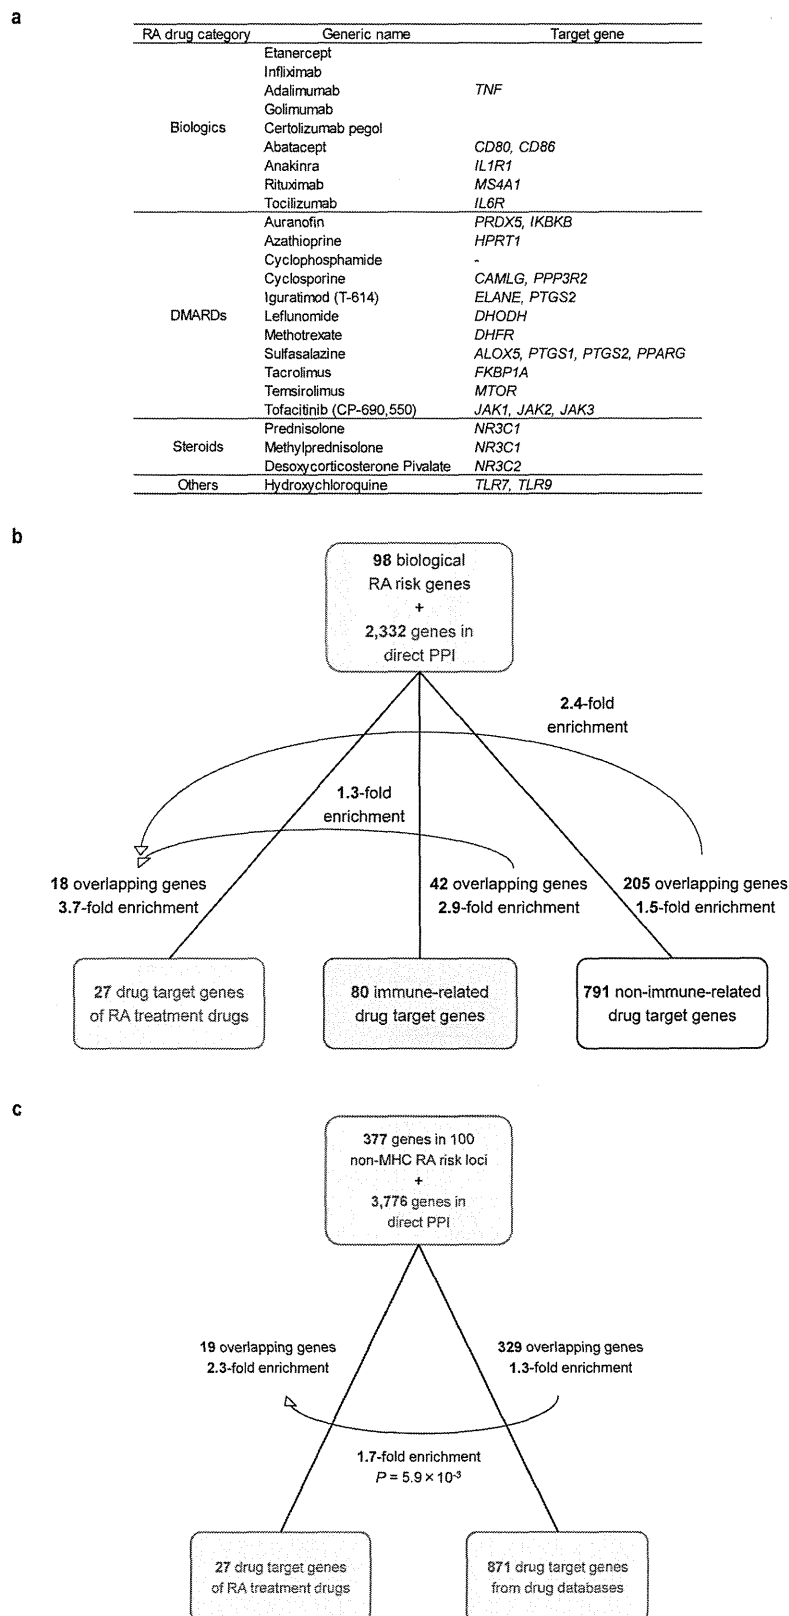 a
RA drug category Generic name Target gene
Etanercept
Infliximab
Adalimumab TNF
Golimumab
Biologics Certolizumab pegol
Abatacept CD80, CD86
Anakinra IL1R1
Rituximab MS4A1
Tocilizumab IL6R
Auranofin PRDX5, IKBKB
Azathioprine HPRT1
Cyclophosphamide -
Cyclosporine CAMLG, PPP3R2
Iguratimod (T-614) ELANE, PTGS2
DMARDs Leflunomide DHODH
Methotrexate DHFR
Sulfasalazine ALOX5, PTGS1, PTGS2, PPARG
Tacrolimus FKBP1A
Temsirolimus MTOR
Tofacitinib (CP-690,550) JAK1, JAK2, JAK3
Prednisolone NR3C1
Steroids Methylprednisolone NR3C1
Desoxycorticosterone Pivalate NR3C2
Others Hydroxychloroquine TLR7, TLR9
b
98 biological
RA risk genes
+
2,332 genes in
direct PPI
2.4-fold
enrichment
1.3-fold
enrichment
18 overlapping genes 42 overlapping genes 205 overlapping genes
3.7-fold enrichment 2.9-fold enrichment 1.5-fold enrichment
27 drug target genes 80 immune-related 791 non-immune-related
of RA treatment drugs drug target genes drug target genes
c
377 genes in 100
non-MHC RA risk loci
+
3,776 genes in
direct PPI
19 overlapping genes 329 overlapping genes
2.3-fold enrichment 1.3-fold enrichment
1.7-fold enrichment
P = 5.9 × 10⁻³
27 drug target genes 871 drug target genes
of RA treatment drugs from drug databases